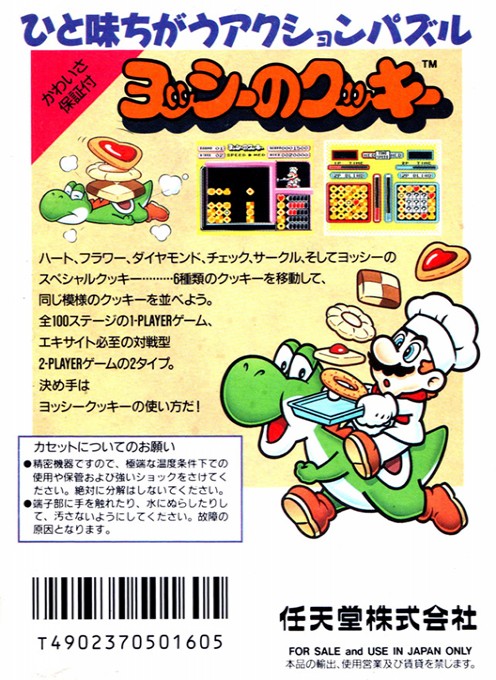 ひと味ちがうアクションパズル
かわいさ
保証付
ヨッシーのクッキー™
ハート、フラワー、ダイヤモンド、チェック、サークル、そしてヨッシーの
スペシャルクッキー………6種類のクッキーを移動して、
同じ模様のクッキーを並べよう。
全100ステージの1-PLAYERゲーム、
エキサイト必至の対戦型
2-PLAYERゲームの2タイプ。
決め手は
ヨッシークッキーの使い方だ！
カセットについてのお願い
●精密機器ですので、極端な温度条件下での
使用や保管および強いショックをさけてく
ださい。絶対に分解はしないでください。
●端子部に手を触れたり、水にぬらしたりし
て、汚さないようにしてください。故障の
原因となります。
T4902370501605
任天堂株式会社
FOR SALE and USE IN JAPAN ONLY
本品の輸出、使用営業及び賃貸を禁じます。